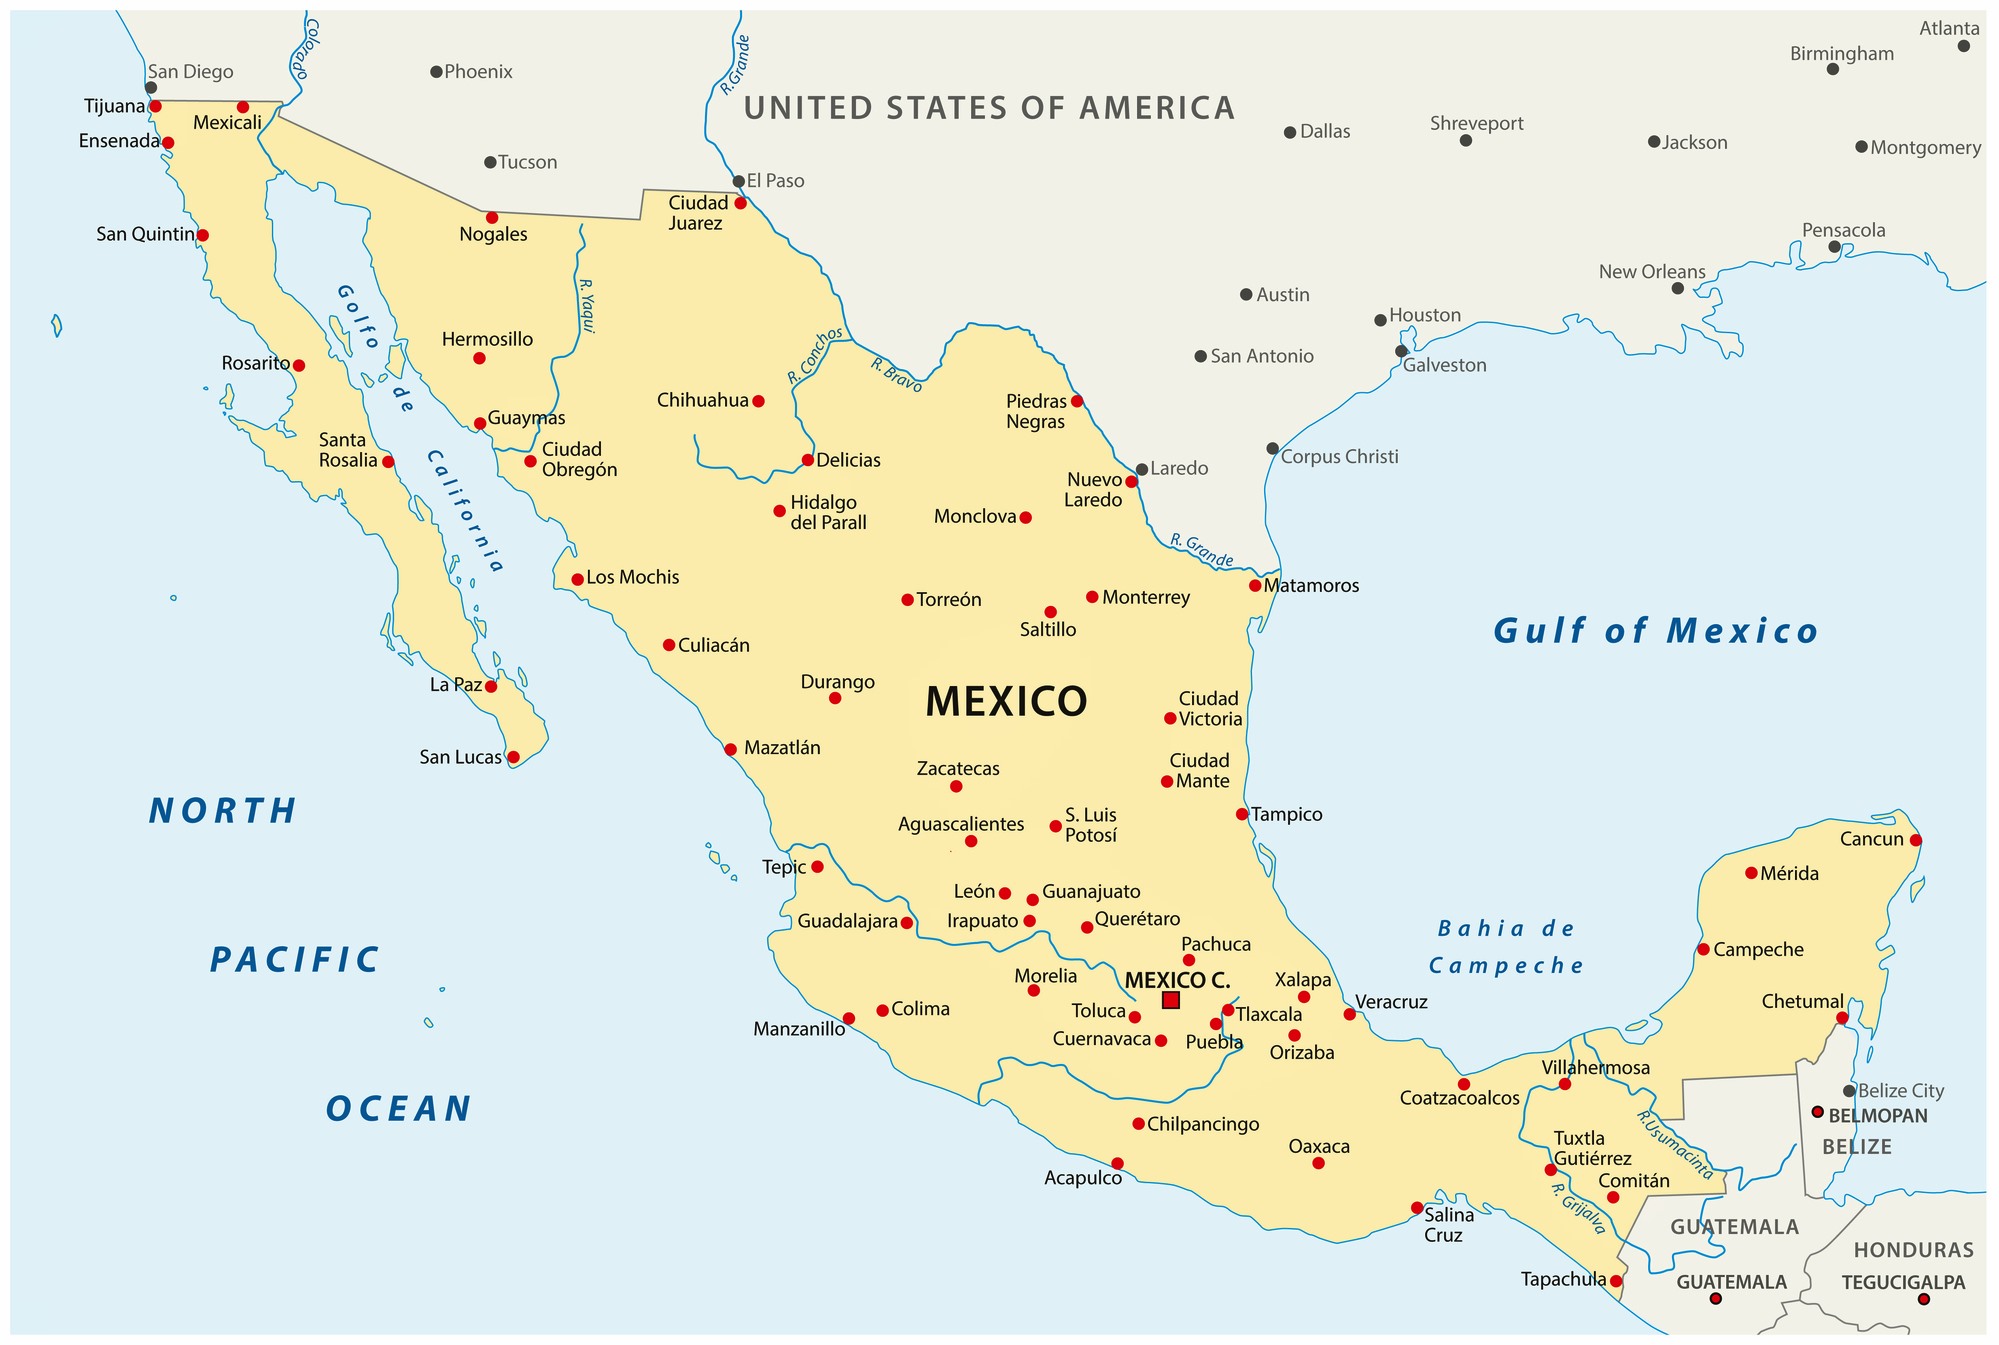 Atlanta
Birmingham
San Diego
Colorado
Phoenix
R.Grande
UNITED STATES OF AMERICA
Tijuana
Mexicali
Ensenada
Tucson
El Paso
Dallas
Shreveport
Jackson
Montgomery
Ciudad
Juarez
San Quintin
Nogales
Pensacola
New Orleans
Golfo
de
California
R. Yaqui
Austin
Houston
Hermosillo
R. Conchos
R. Bravo
San Antonio
Galveston
Rosarito
Chihuahua
Piedras
Negras
Guaymas
Santa
Rosalia
Ciudad
Obregón
Delicias
Laredo
Corpus Christi
Nuevo
Laredo
Hidalgo
del Parall
Monclova
R. Grande
Los Mochis
Torreón
Monterrey
Matamoros
Saltillo
Gulf of Mexico
Culiacán
La Paz
Durango
MEXICO
Ciudad
Victoria
San Lucas
Mazatlán
Zacatecas
Ciudad
Mante
NORTH
PACIFIC
OCEAN
Aguascalientes
S. Luis
Potosí
Tampico
Cancun
Tepic
Mérida
León
Guanajuato
Guadalajara
Irapuato
Querétaro
Bahia de
Campeche
Pachuca
Campeche
Morelia
MEXICO C.
Xalapa
Veracruz
Chetumal
Colima
Toluca
Tlaxcala
Manzanillo
Cuernavaca
Puebla
Orizaba
Villahermosa
Coatzacoalcos
Belize City
BELMOPAN
BELIZE
Chilpancingo
R.Usumacinta
Oaxaca
Tuxtla
Gutiérrez
Acapulco
Comitán
R. Grijalva
Salina
Cruz
GUATEMALA
HONDURAS
Tapachula
GUATEMALA
TEGUCIGALPA